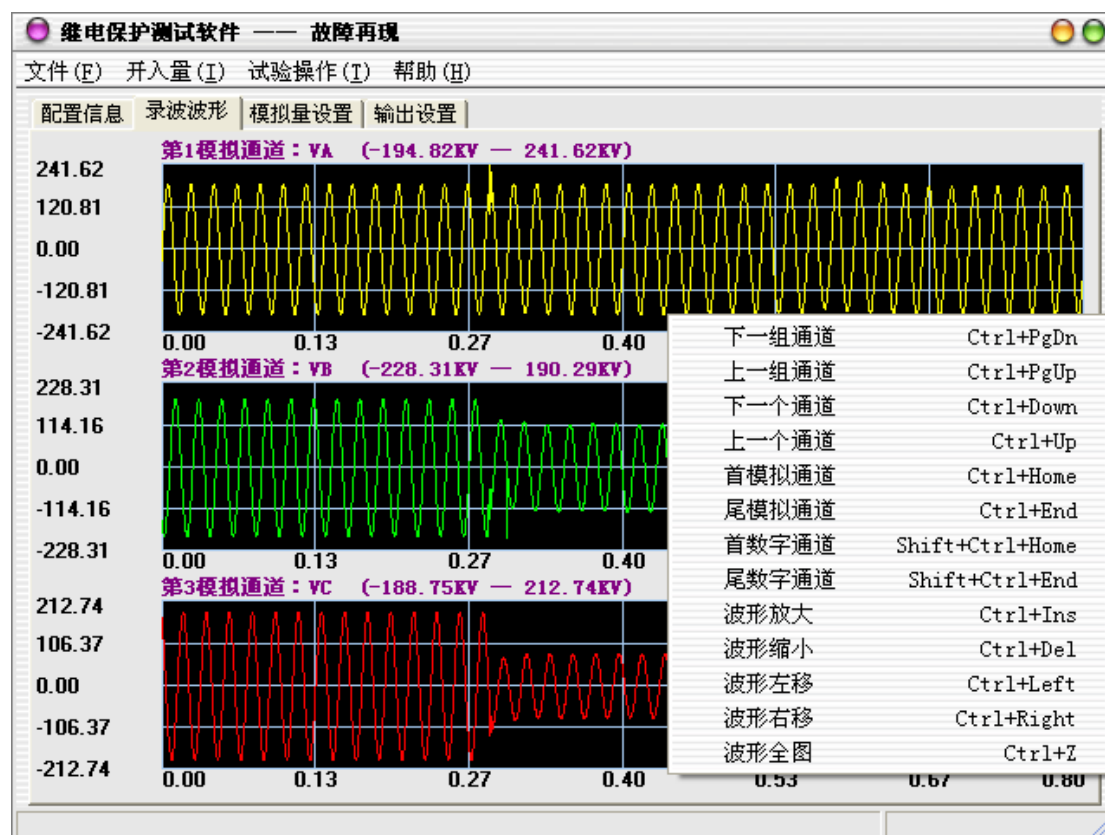 继电保护测试软件 —— 故障再现
文件(F) 开入量(I) 试验操作(T) 帮助(H)
配置信息 录波波形 模拟量设置 输出设置
第1模拟通道：VA (-194.82KV — 241.62KV)
241.62
120.81
0.00
-120.81
-241.62
0.00 0.13 0.27 0.40
第2模拟通道：VB (-228.31KV — 190.29KV)
228.31
114.16
0.00
-114.16
-228.31
0.00 0.13 0.27 0.40
第3模拟通道：VC (-188.75KV — 212.74KV)
212.74
106.37
0.00
-106.37
-212.74
0.00 0.13 0.27 0.40 0.53 0.67 0.80
下一组通道 Ctrl+PgDn
上一组通道 Ctrl+PgUp
下一个通道 Ctrl+Down
上一个通道 Ctrl+Up
首模拟通道 Ctrl+Home
尾模拟通道 Ctrl+End
首数字通道 Shift+Ctrl+Home
尾数字通道 Shift+Ctrl+End
波形放大 Ctrl+Ins
波形缩小 Ctrl+Del
波形左移 Ctrl+Left
波形右移 Ctrl+Right
波形全图 Ctrl+Z